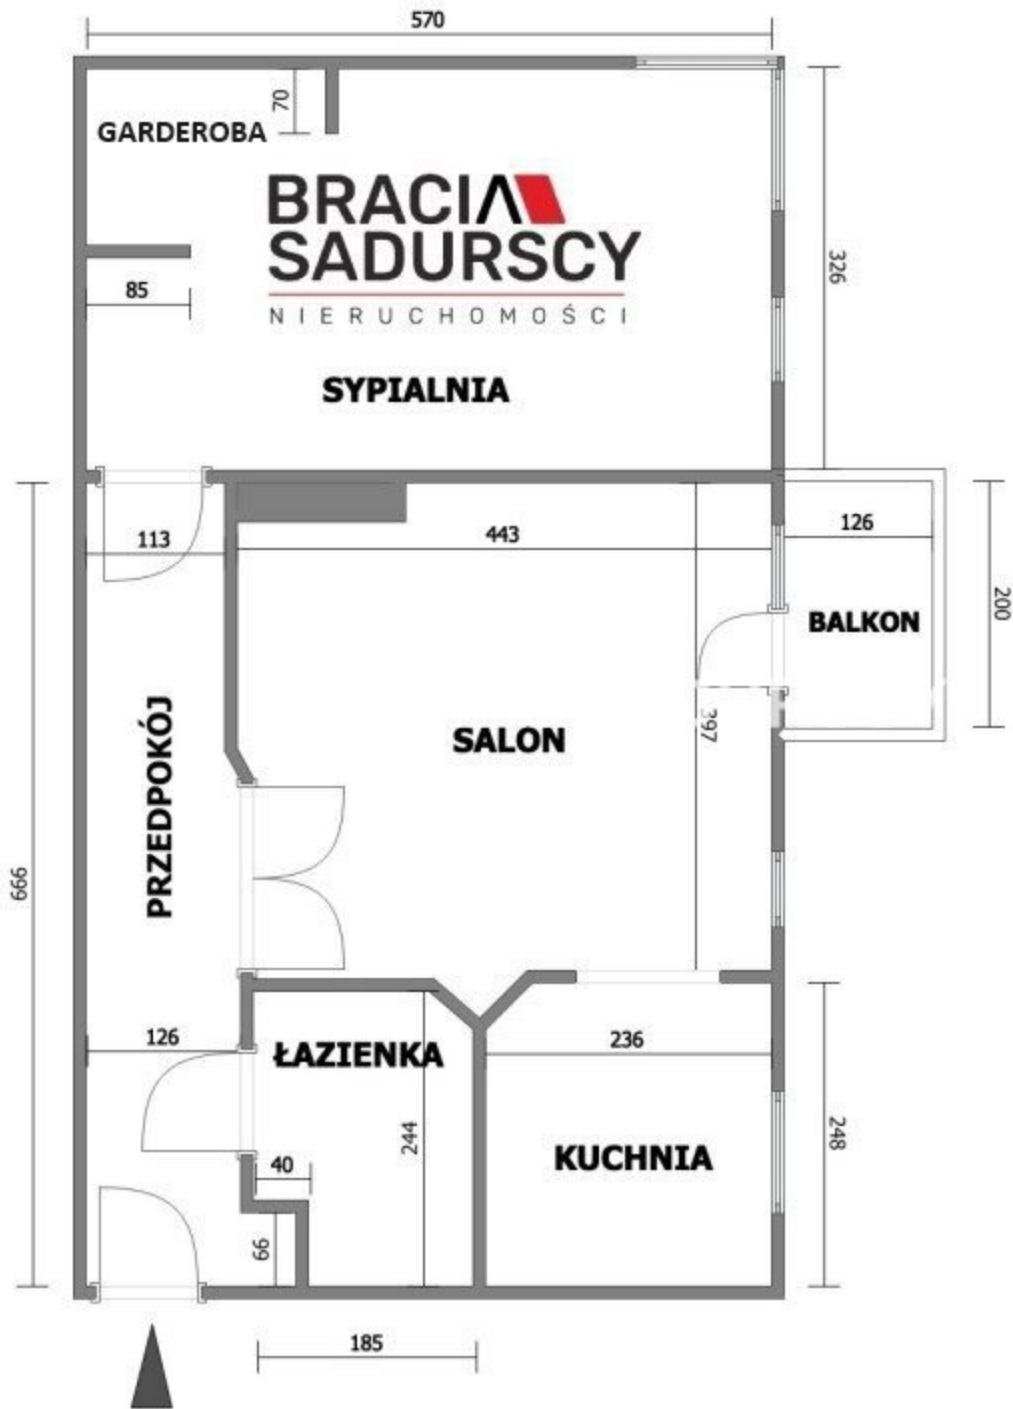 570
70
GARDEROBA
BRACIA
SADURSCY
NIERUCHOMOŚCI
326
85
SYPIALNIA
113
443
126
200
BALKON
397
SALON
PRZEDPOKÓJ
666
126
ŁAZIENKA
236
244
248
KUCHNIA
40
66
185